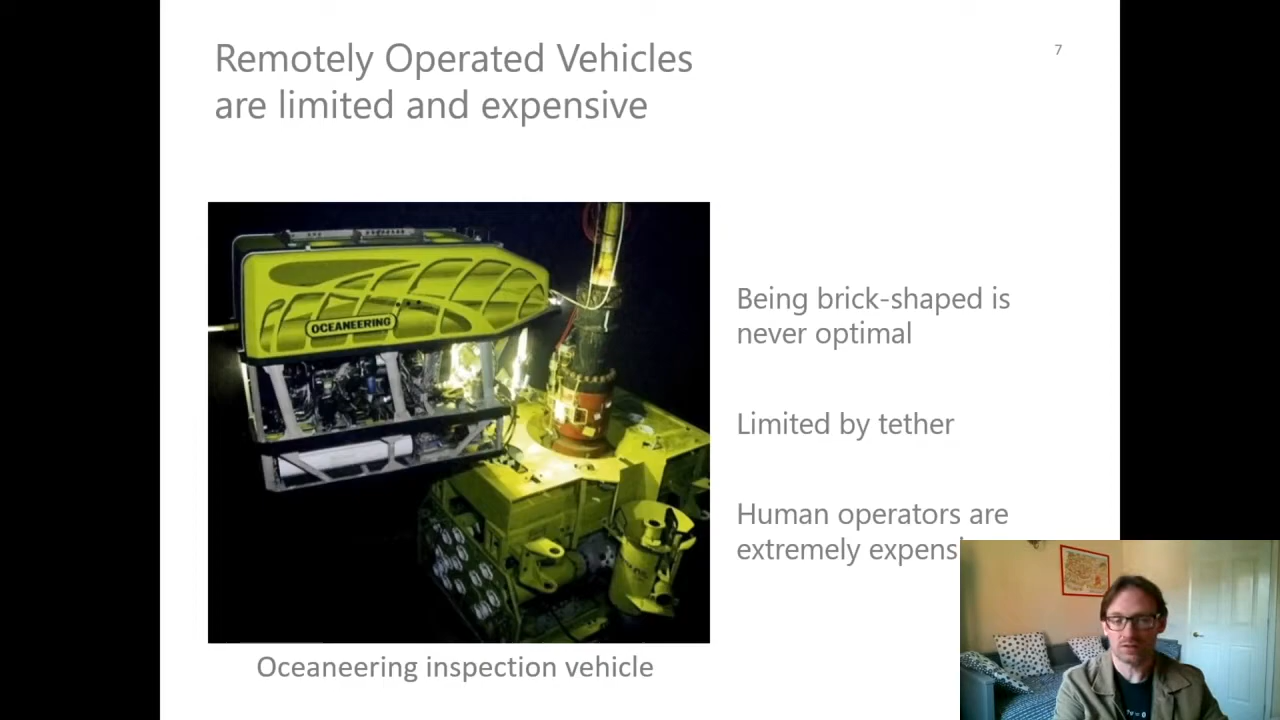 Remotely Operated Vehicles
are limited and expensive
7
OCEANEERING
Being brick-shaped is
never optimal
Limited by tether
Human operators are
extremely expens
Oceaneering inspection vehicle